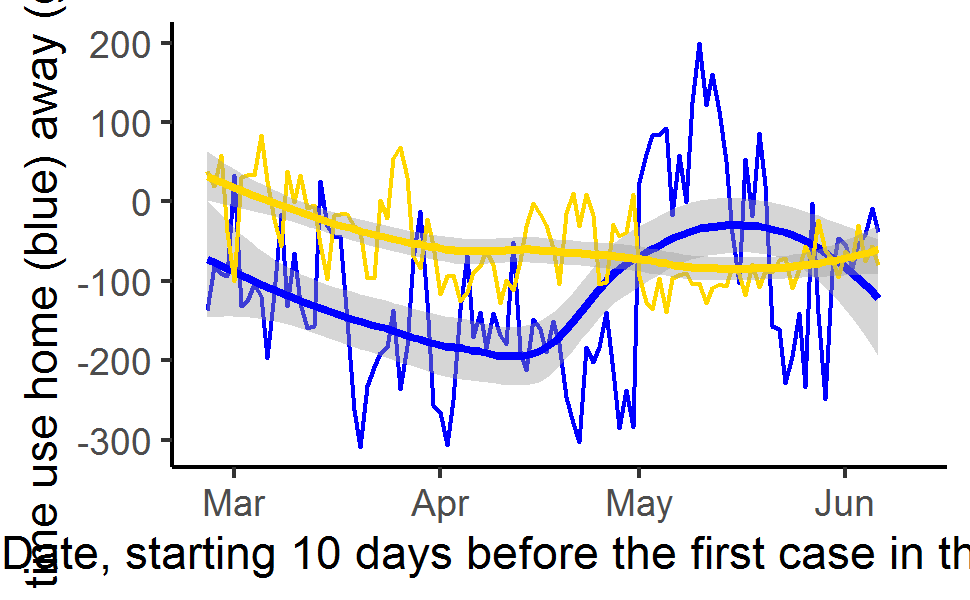 time use home (blue) away (
200
100
0
-100
-200
-300
Mar Apr May Jun
Date, starting 10 days before the first case in th